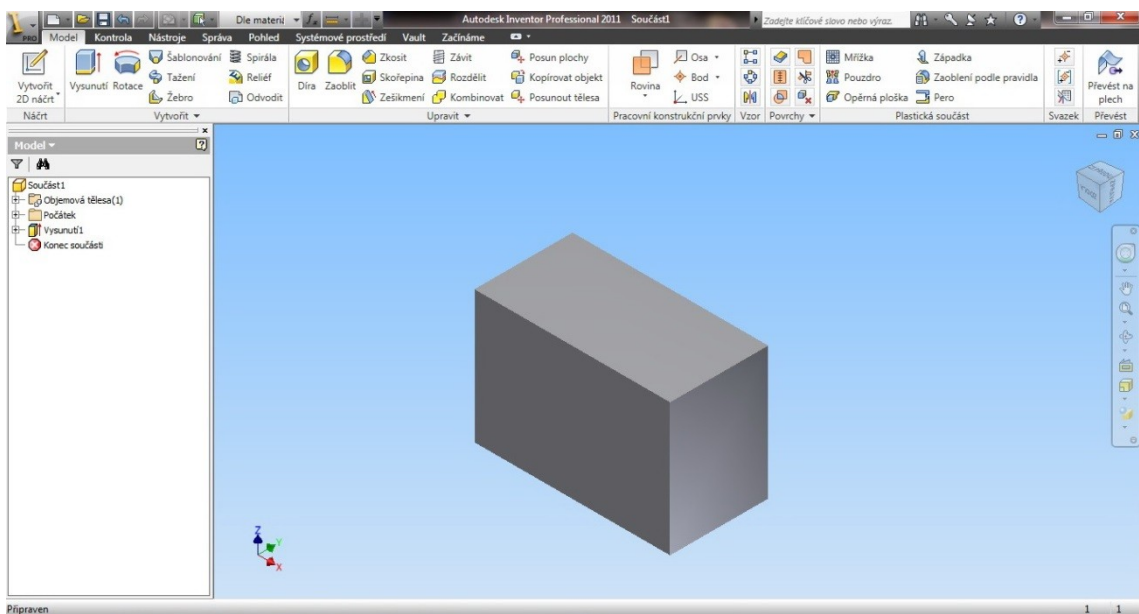 Dle materiá
Autodesk Inventor Professional 2011 Součást1
Zadejte klíčové slovo nebo výraz.
PRO
Model Kontrola Nástroje Správa Pohled Systémové prostředí Vault Začínáme
Vytvořit
2D náčrt
Vysunutí
Rotace
Šablonování
Tažení
Žebro
Spirála
Reliéf
Odvodit
Díra
Zaoblit
Zkosit
Skořepina
Zešikmení
Závit
Rozdělit
Kombinovat
Posun plochy
Kopírovat objekt
Posunout tělesa
Rovina
Osa
Bod
USS
Mřížka
Pouzdro
Opěrná ploška
Západka
Zaoblení podle pravidla
Pero
Převést na
plech
Náčrt
Vytvořit
Upravit
Pracovní konstrukční prvky
Vzor
Povrchy
Plastická součást
Svazek
Převést
Model
Součást1
Objemová tělesa(1)
Počátek
Vysunutí1
Konec součásti
Z
Y
X
Připraven
1 1